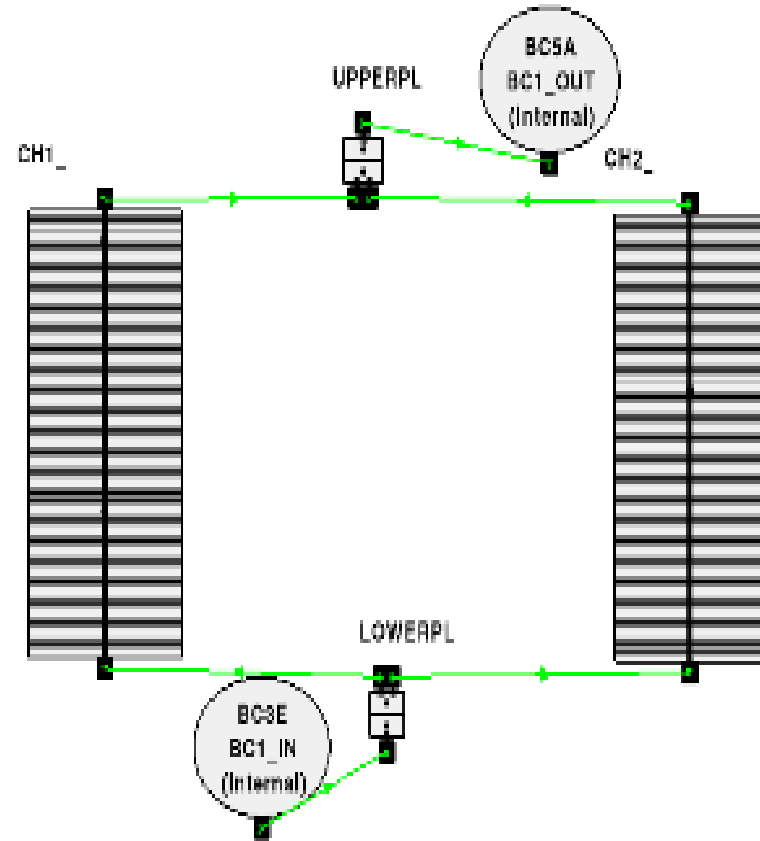 BC5A
BC1_OUT
(Internal)
UPPERPL
CH1_
CH2_
LOWERPL
BC3E
BC1_IN
(Internal)